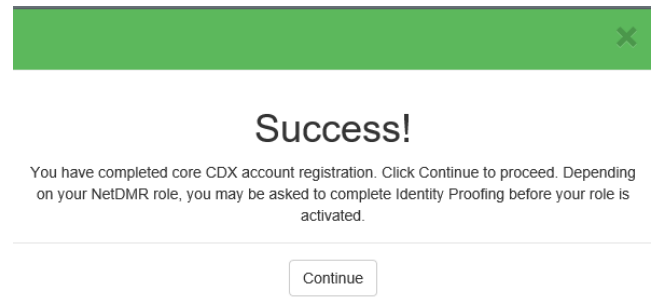 Success!
You have completed core CDX account registration. Click Continue to proceed. Depending
on your NetDMR role, you may be asked to complete Identity Proofing before your role is
activated.
Continue